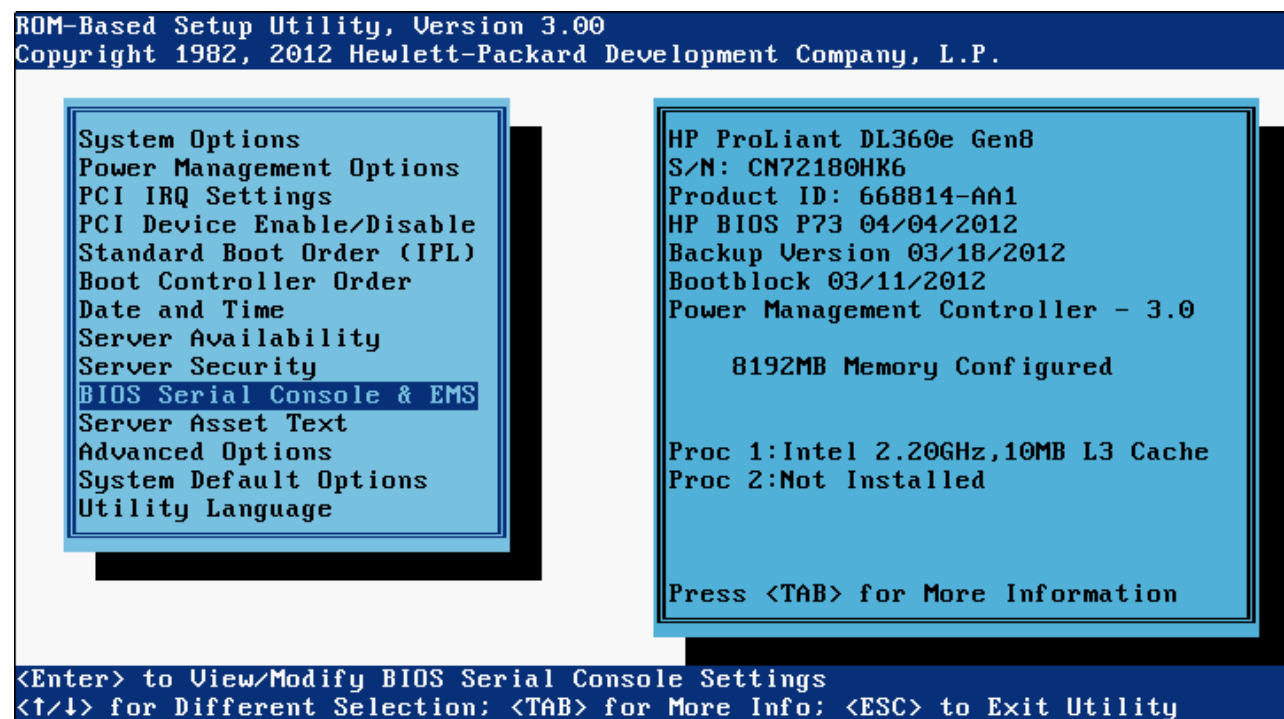 ROM-Based Setup Utility, Version 3.00
Copyright 1982, 2012 Hewlett-Packard Development Company, L.P.
System Options
Power Management Options
PCI IRQ Settings
PCI Device Enable/Disable
Standard Boot Order (IPL)
Boot Controller Order
Date and Time
Server Availability
Server Security
BIOS Serial Console & EMS
Server Asset Text
Advanced Options
System Default Options
Utility Language
HP ProLiant DL360e Gen8
S/N: CN72180HK6
Product ID: 668814-AA1
HP BIOS P73 04/04/2012
Backup Version 03/18/2012
Bootblock 03/11/2012
Power Management Controller - 3.0
8192MB Memory Configured
Proc 1:Intel 2.20GHz,10MB L3 Cache
Proc 2:Not Installed
Press <TAB> for More Information
<Enter> to View/Modify BIOS Serial Console Settings
<↑/↓> for Different Selection; <TAB> for More Info; <ESC> to Exit Utility